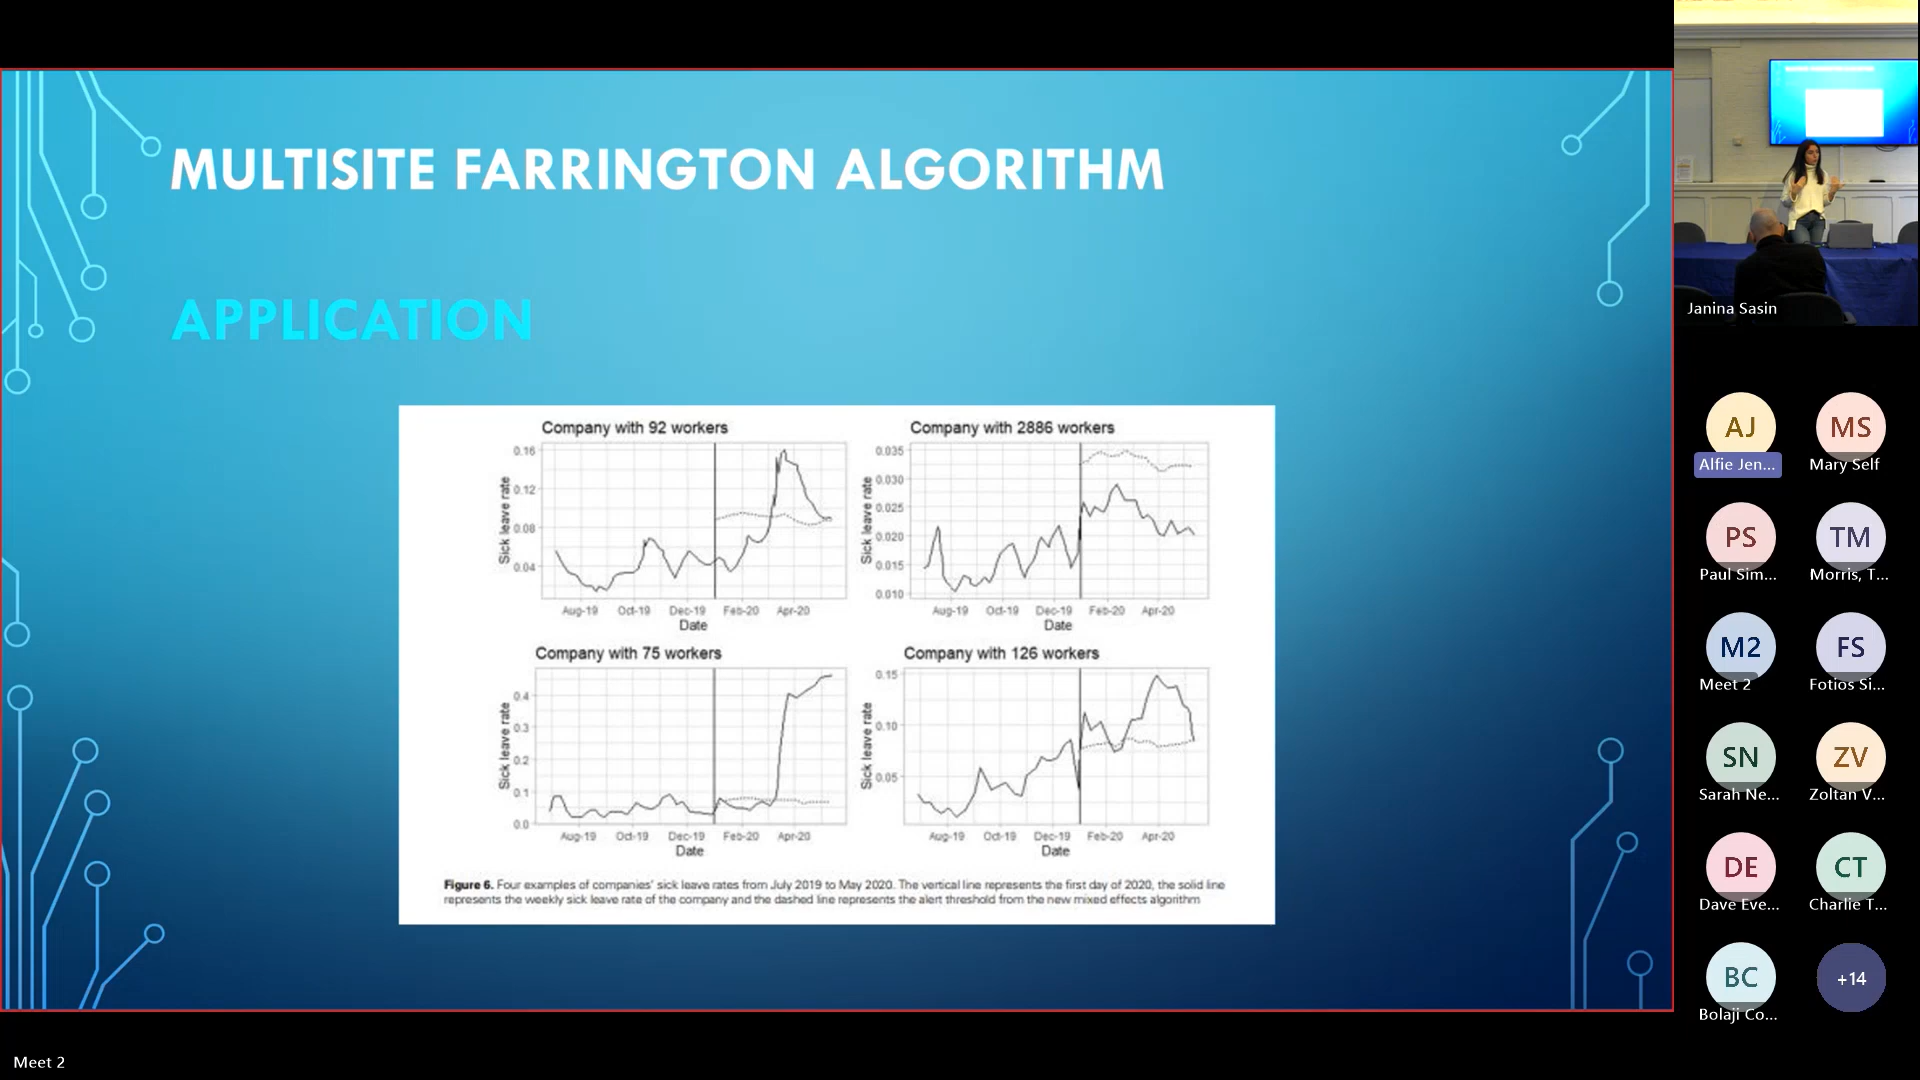 MULTISITE FARRINGTON ALGORITHM
APPLICATION
Company with 92 workers
Sick leave rate
0.16
0.12
0.08
0.04
Aug-19 Oct-19 Dec-19 Feb-20 Apr-20
Date
Company with 2886 workers
Sick leave rate
0.035
0.030
0.025
0.020
0.015
0.010
Aug-19 Oct-19 Dec-19 Feb-20 Apr-20
Date
Company with 75 workers
Sick leave rate
0.4
0.3
0.2
0.1
0.0
Aug-19 Oct-19 Dec-19 Feb-20 Apr-20
Date
Company with 126 workers
Sick leave rate
0.15
0.10
0.05
Aug-19 Oct-19 Dec-19 Feb-20 Apr-20
Date
Figure 6. Four examples of companies' sick leave rates from July 2019 to May 2020. The vertical line represents the first day of 2020, the solid line
represents the weekly sick leave rate of the company and the dashed line represents the alert threshold from the new mixed effects algorithm
Janina Sasin
AJ MS
Alfie Jen... Mary Self
PS TM
Paul Sim... Morris, T...
M2 FS
Meet 2 Fotios Si...
SN ZV
Sarah Ne... Zoltan V...
DE CT
Dave Eve... Charlie T...
BC +14
Bolaji Co...
Meet 2